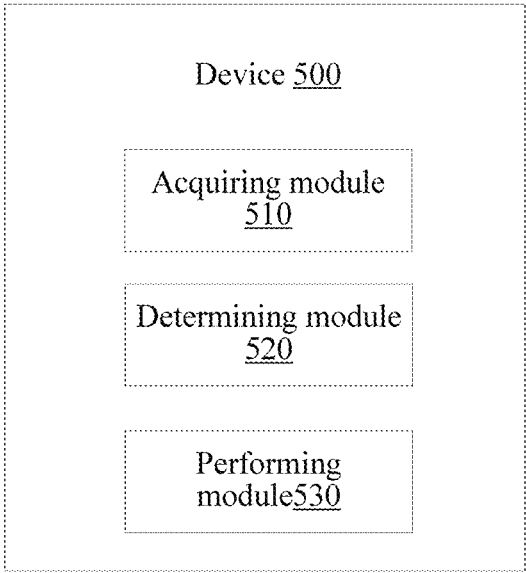 Device 500
Acquiring module
510
Determining module
520
Performing
module530